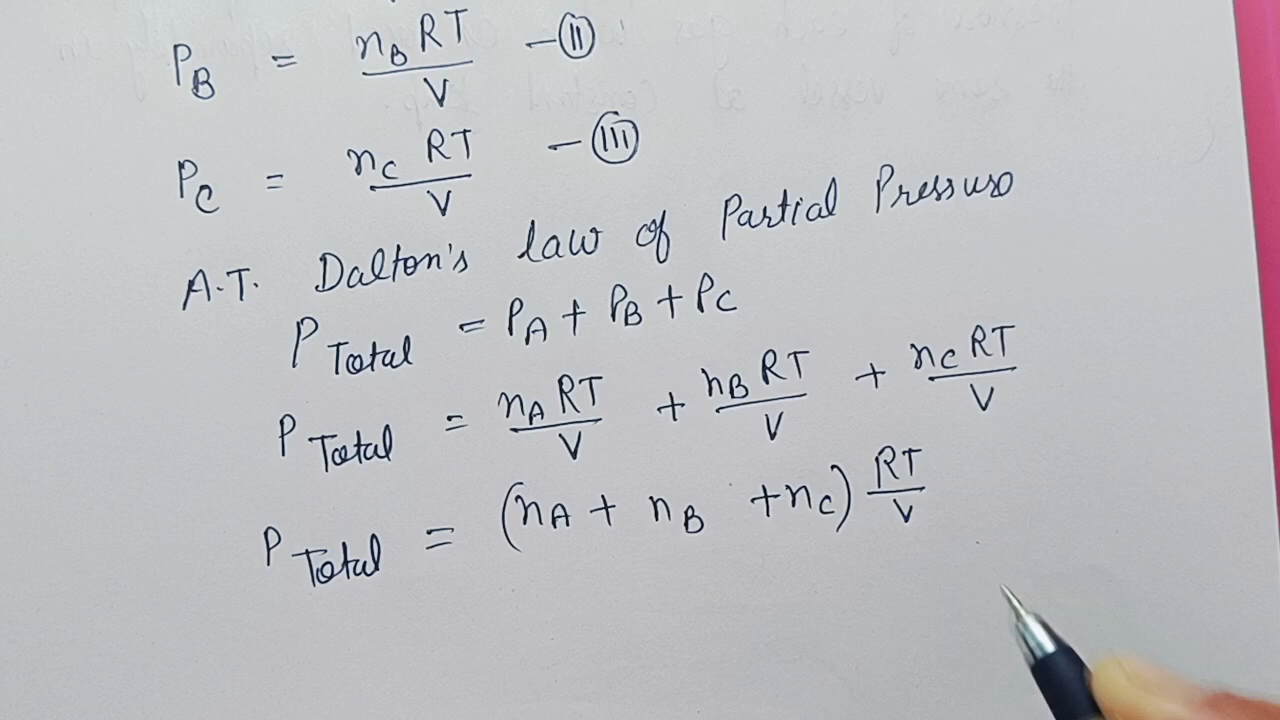 P_B = n_B RT / V — (II)
P_C = n_C RT / V — (III)
A.T. Dalton's law of Partial Pressure
P_Total = P_A + P_B + P_C
P_Total = n_A RT / V + n_B RT / V + n_C RT / V
P_Total = (n_A + n_B + n_C) RT / V